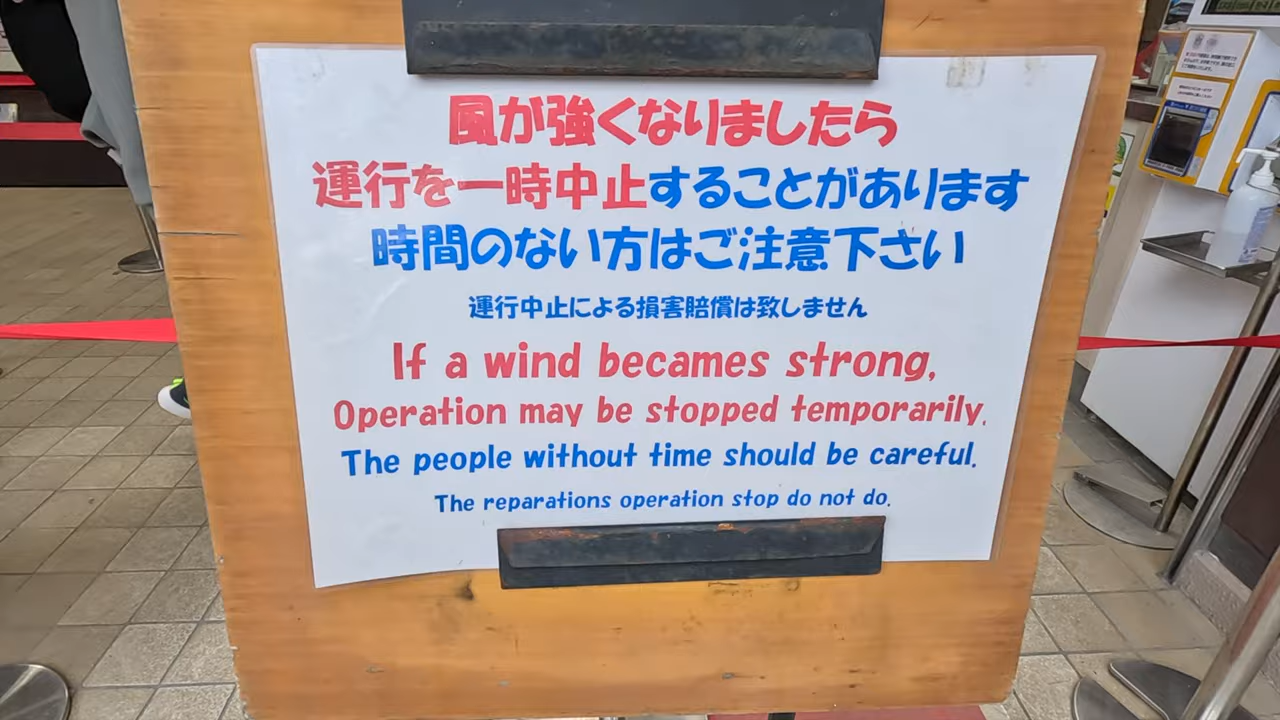 風が強くなりましたら
運行を一時中止することがあります
時間のない方はご注意下さい
運行中止による損害賠償は致しません
If a wind becames strong,
Operation may be stopped temporarily.
The people without time should be careful.
The reparations operation stop do not do.